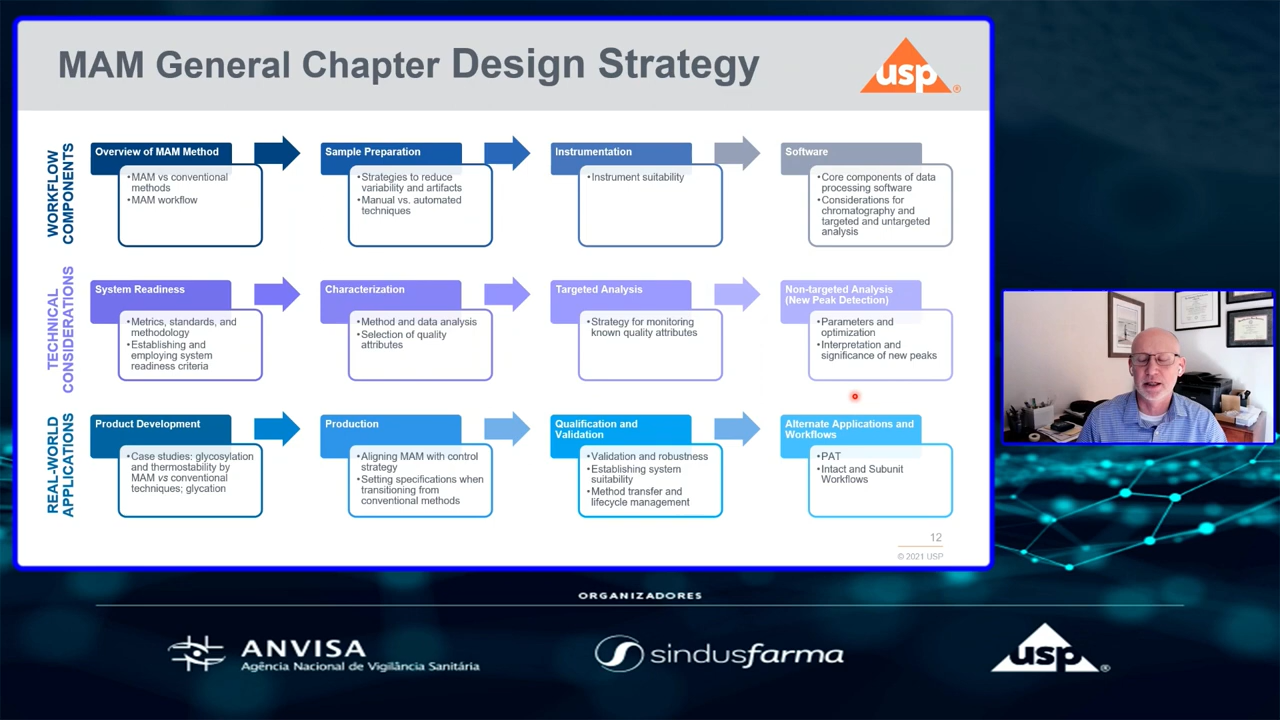 MAM General Chapter Design Strategy
usp®
WORKFLOW
COMPONENTS
Overview of MAM Method
•MAM vs conventional
methods
•MAM workflow
Sample Preparation
•Strategies to reduce
variability and artifacts
•Manual vs. automated
techniques
Instrumentation
•Instrument suitability
Software
•Core components of data
processing software
•Considerations for
chromatography and
targeted and untargeted
analysis
TECHNICAL
CONSIDERATIONS
System Readiness
•Metrics, standards, and
methodology
•Establishing and
employing system
readiness criteria
Characterization
•Method and data analysis
•Selection of quality
attributes
Targeted Analysis
•Strategy for monitoring
known quality attributes
Non-targeted Analysis
(New Peak Detection)
•Parameters and
optimization
•Interpretation and
significance of new peaks
REAL-WORLD
APPLICATIONS
Product Development
•Case studies: glycosylation
and thermostability by
MAM vs conventional
techniques; glycation
Production
•Aligning MAM with control
strategy
•Setting specifications when
transitioning from
conventional methods
Qualification and
Validation
•Validation and robustness
•Establishing system
suitability
•Method transfer and
lifecycle management
Alternate Applications and
Workflows
•PAT
•Intact and Subunit
Workflows
12
© 2021 USP
ORGANIZADORES
ANVISA
Agência Nacional de Vigilância Sanitária
sindusfarma
usp®